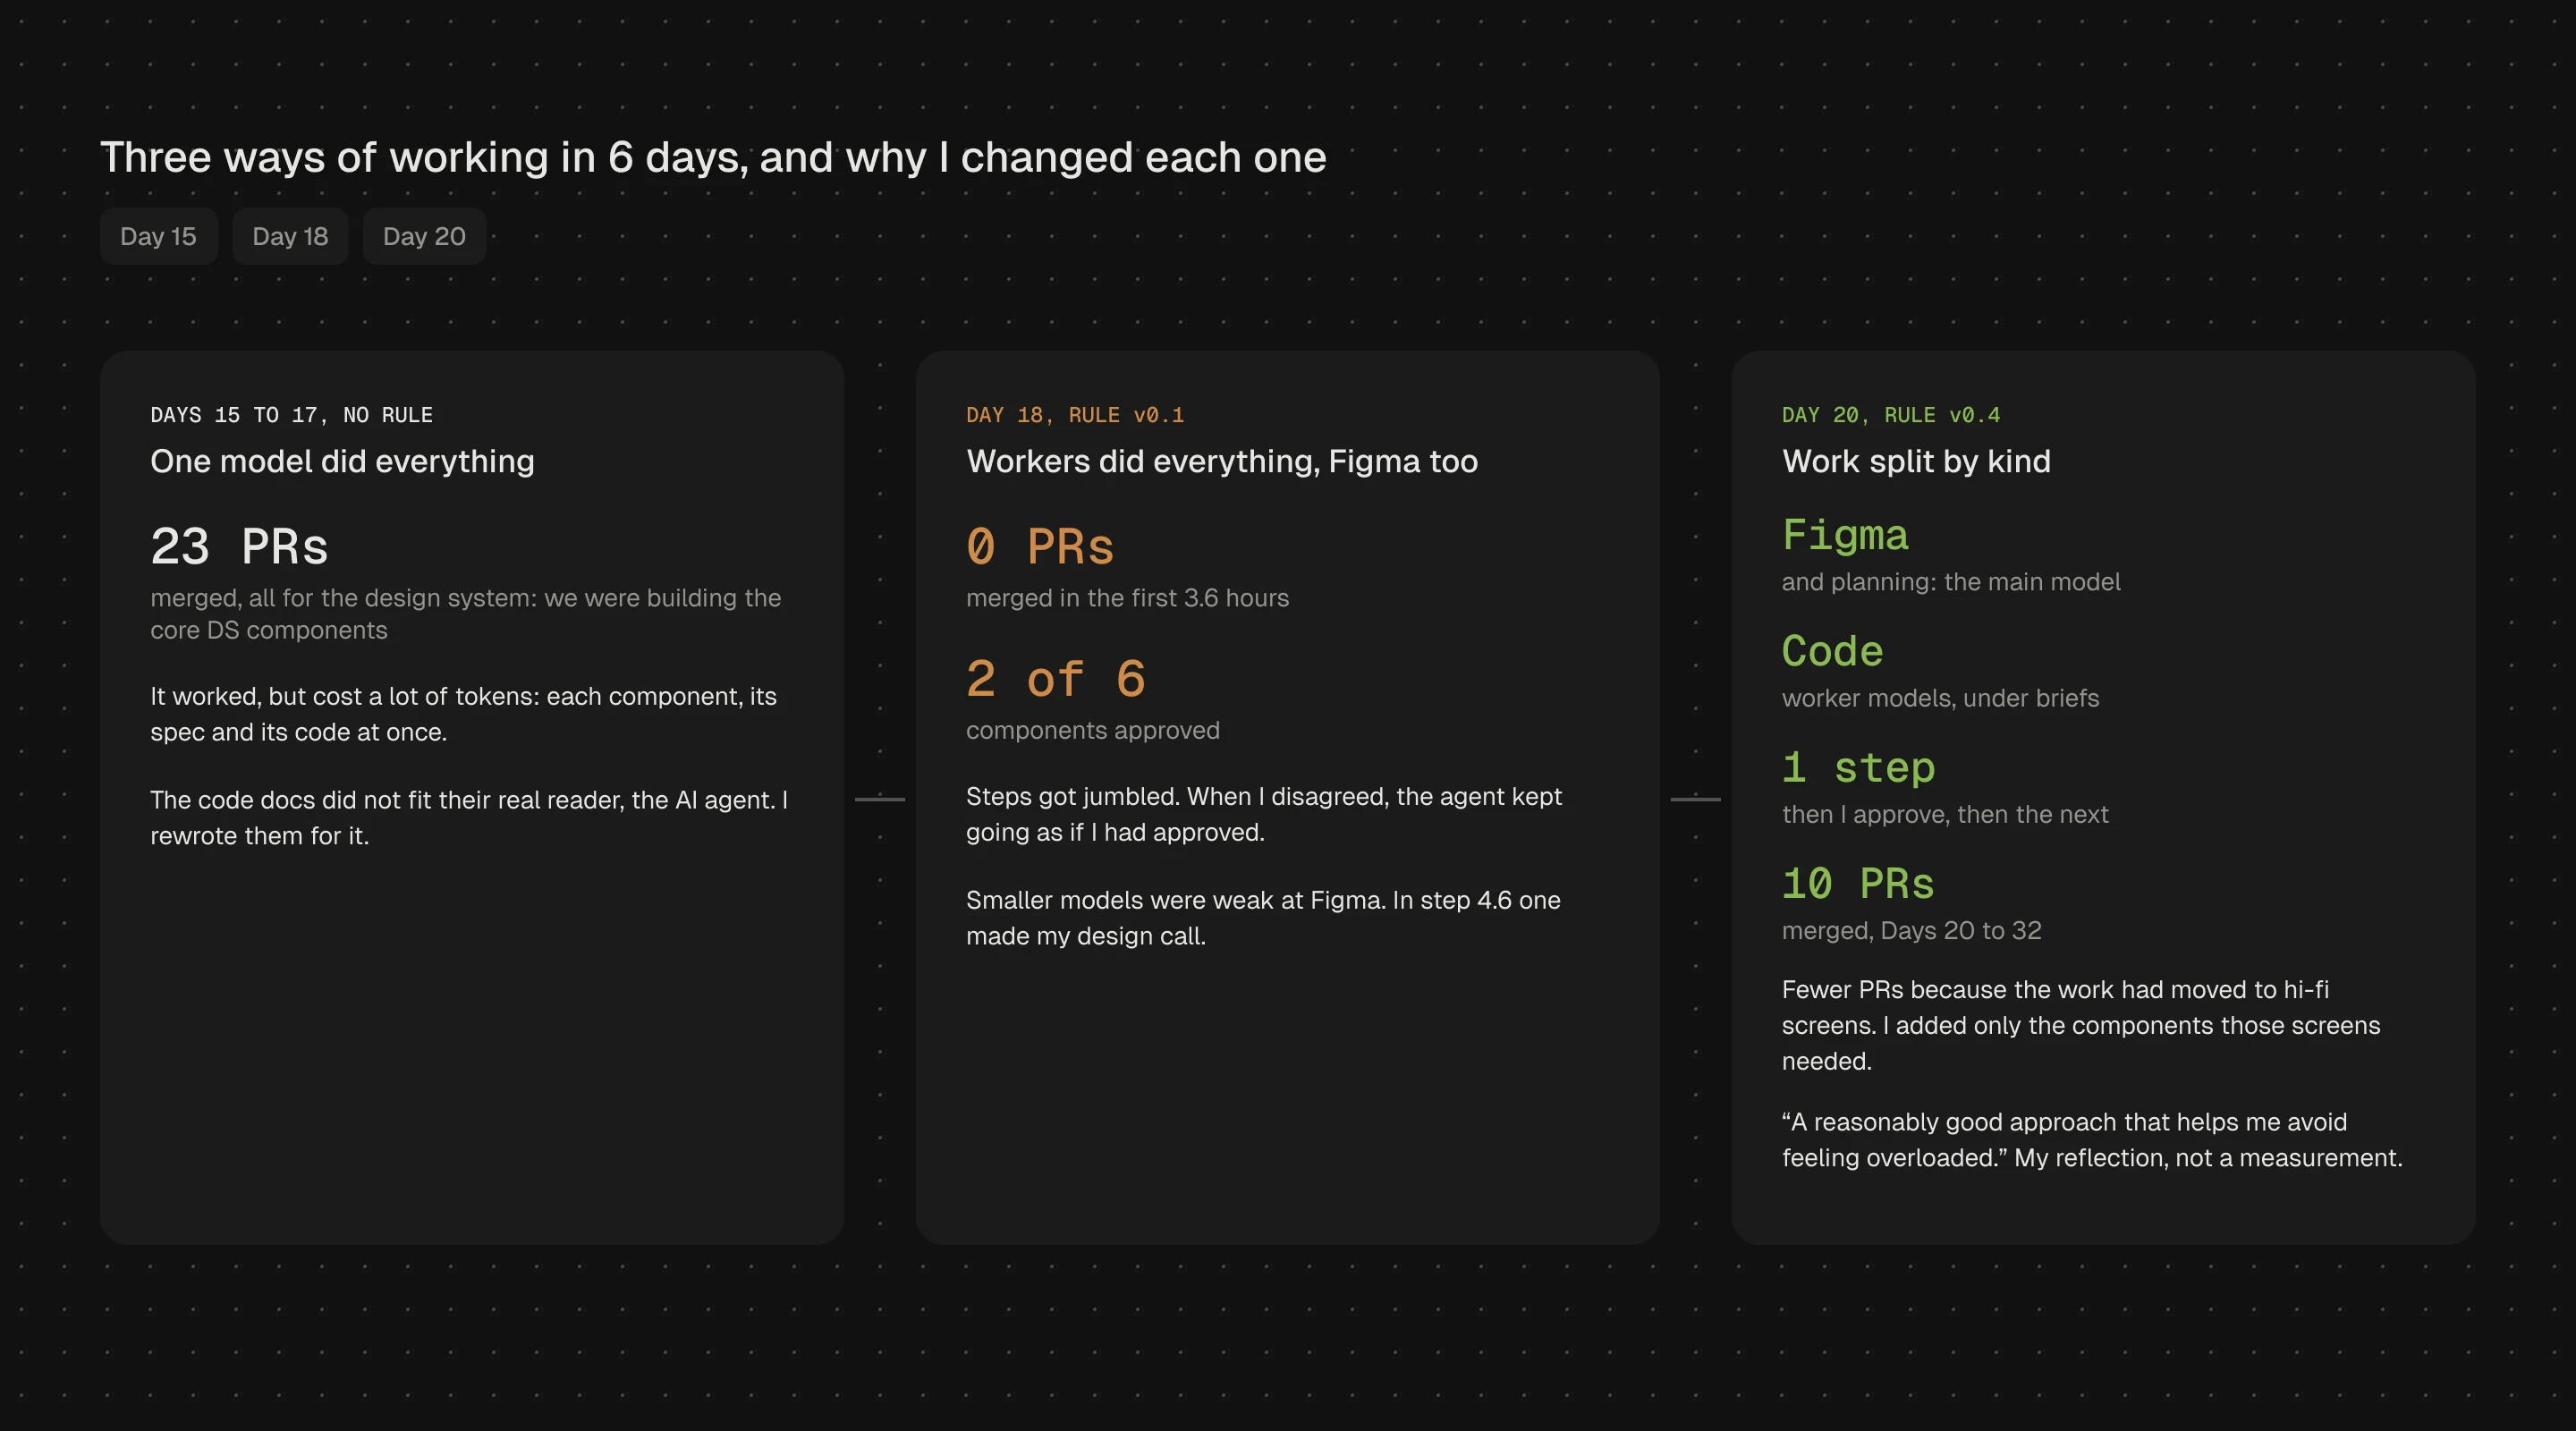 Three ways of working in 6 days, and why I changed each one
Day 15
Day 18
Day 20
DAYS 15 TO 17, NO RULE
One model did everything
23 PRs
merged, all for the design system: we were building the
core DS components
It worked, but cost a lot of tokens: each component, its
spec and its code at once.
The code docs did not fit their real reader, the AI agent. I
rewrote them for it.
DAY 18, RULE v0.1
Workers did everything, Figma too
0 PRs
merged in the first 3.6 hours
2 of 6
components approved
Steps got jumbled. When I disagreed, the agent kept
going as if I had approved.
Smaller models were weak at Figma. In step 4.6 one
made my design call.
DAY 20, RULE v0.4
Work split by kind
Figma
and planning: the main model
Code
worker models, under briefs
1 step
then I approve, then the next
10 PRs
merged, Days 20 to 32
Fewer PRs because the work had moved to hi-fi
screens. I added only the components those screens
needed.
“A reasonably good approach that helps me avoid
feeling overloaded.” My reflection, not a measurement.